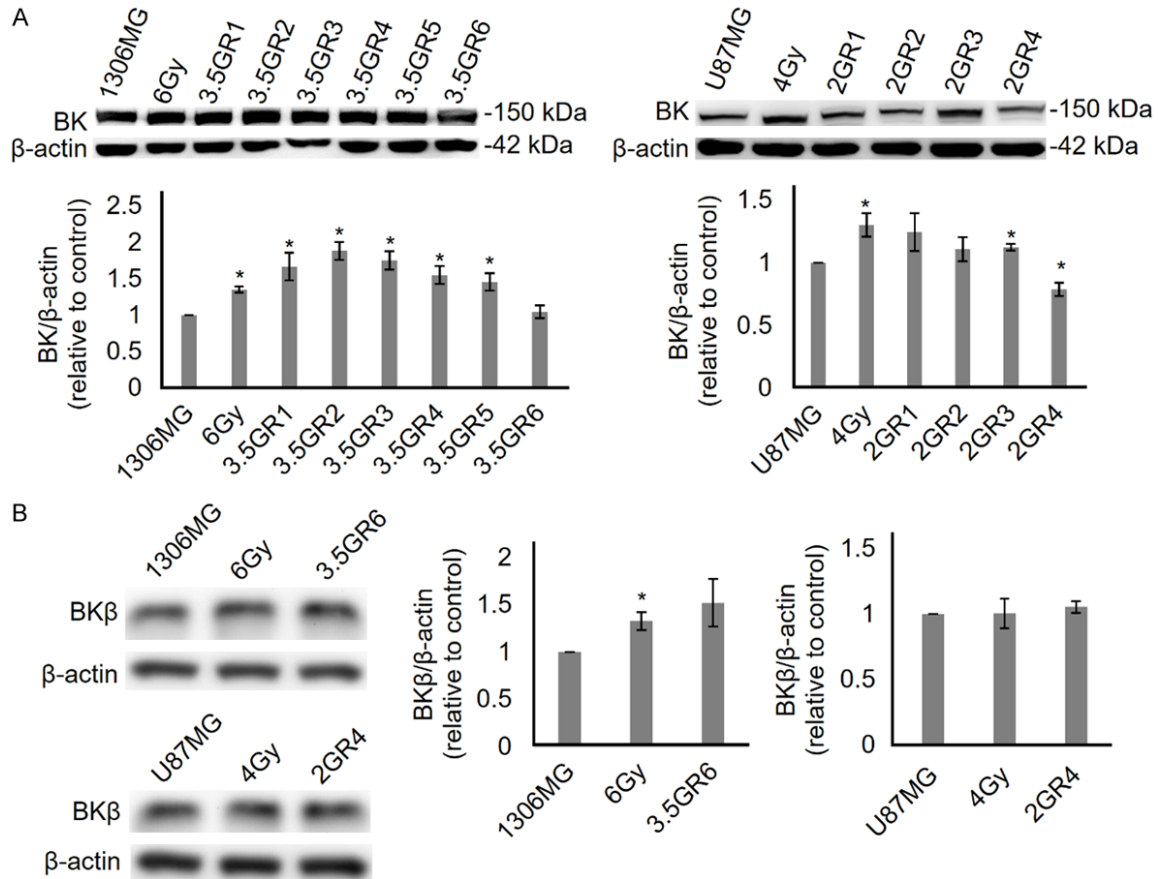 A
1306MG
6Gy
3.5GR1
3.5GR2
3.5GR3
3.5GR4
3.5GR5
3.5GR6
BK
-150 kDa
β-actin
-42 kDa
BK/β-actin
(relative to control)
2.5
2
1.5
1
0.5
0
*
*
*
*
*
*
1306MG
6Gy
3.5GR1
3.5GR2
3.5GR3
3.5GR4
3.5GR5
3.5GR6
U87MG
4Gy
2GR1
2GR2
2GR3
2GR4
BK
-150 kDa
β-actin
-42 kDa
BK/β-actin
(relative to control)
1.5
1
0.5
0
*
*
*
U87MG
4Gy
2GR1
2GR2
2GR3
2GR4
B
1306MG
6Gy
3.5GR6
BKβ
β-actin
U87MG
4Gy
2GR4
BKβ
β-actin
BKβ/β-actin
(relative to control)
2
1.5
1
0.5
0
*
1306MG
6Gy
3.5GR6
BKβ/β-actin
(relative to control)
1.5
1
0.5
0
U87MG
4Gy
2GR4